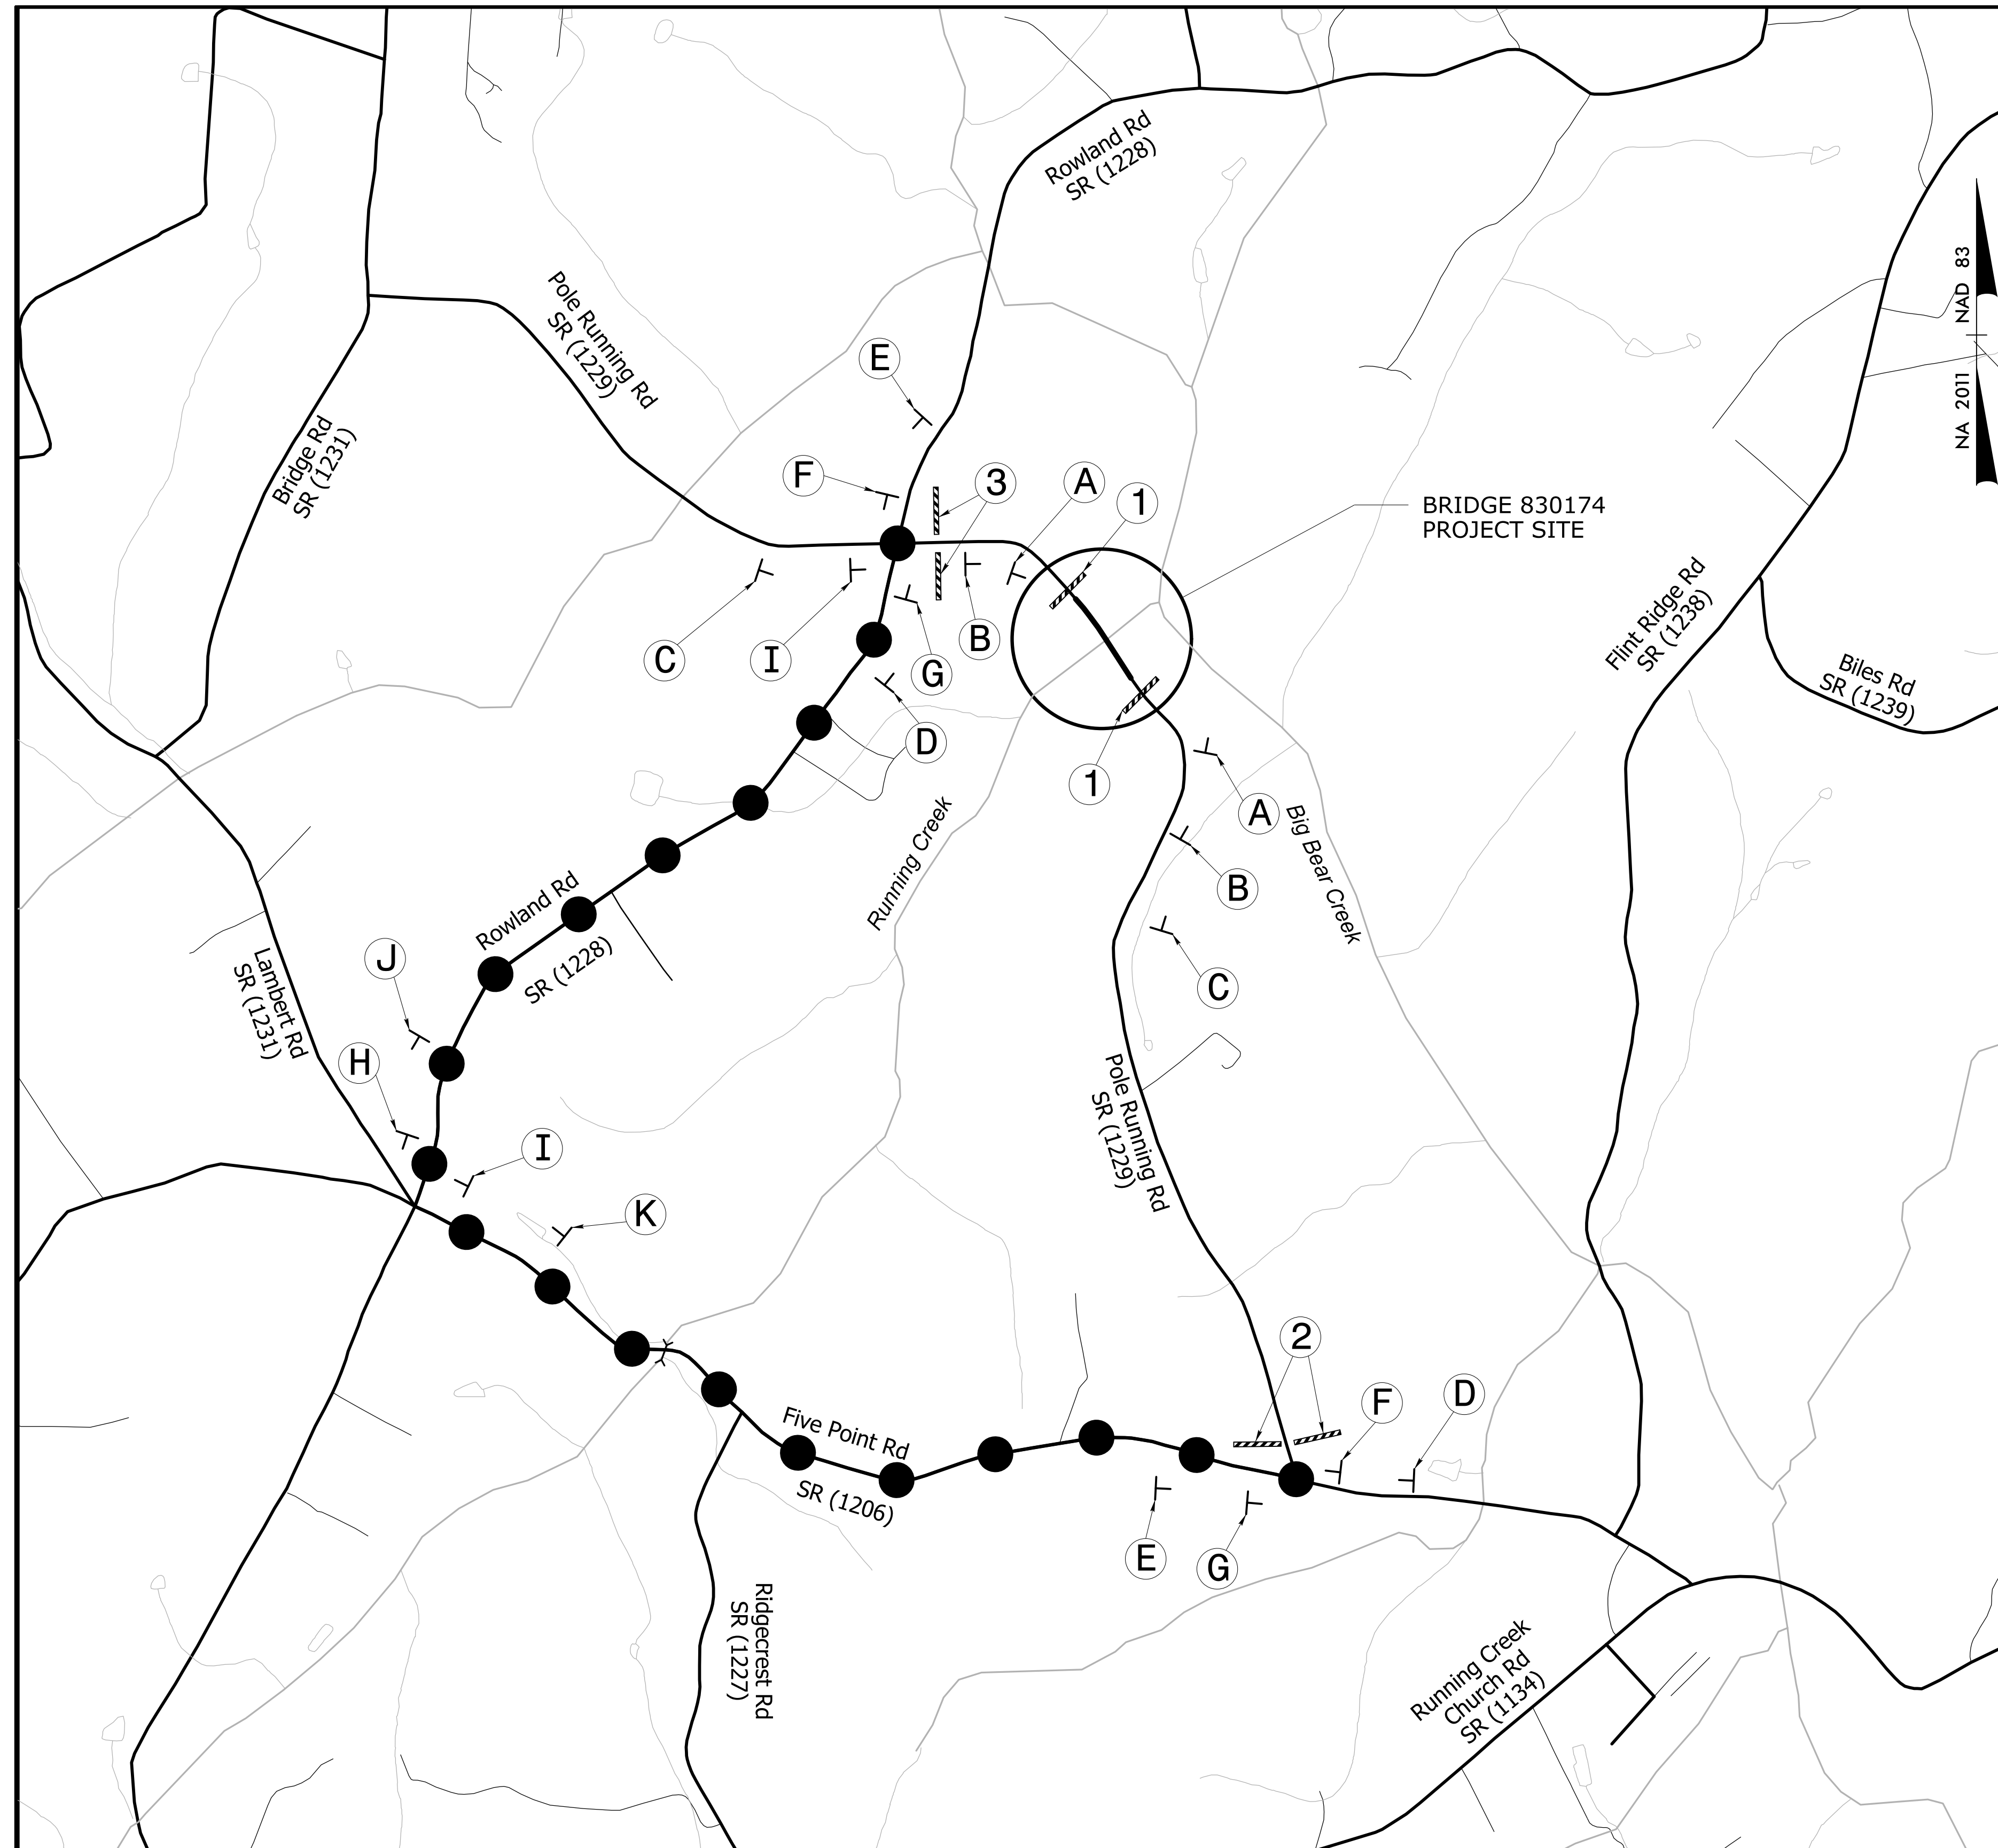 Rowland Rd
SR (1228)
NA 2011 NAD 83
Pole Running Rd
SR (1229)
E
Bridge Rd
SR (1231)
F
3
A
1
BRIDGE 830174
PROJECT SITE
Flint Ridge Rd
SR (1238)
Biles Rd
SR (1239)
C
I
G
B
D
1
A
Big Bear Creek
Running Creek
B
Rowland Rd
SR (1228)
J
Lambert Rd
SR (1231)
C
H
Pole Running Rd
SR (1229)
I
K
2
F
D
Five Point Rd
SR (1206)
E
G
Ridgecrest Rd
SR (1227)
Running Creek
Church Rd
SR (1134)